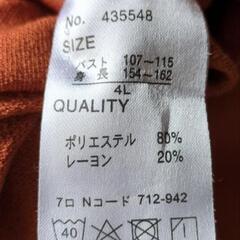 No. 435548
SIZE
バスト 107～115
身長 154～162
4L
QUALITY
ポリエステル 80%
レーヨン 20%
7ロ Nコード 712-942
40